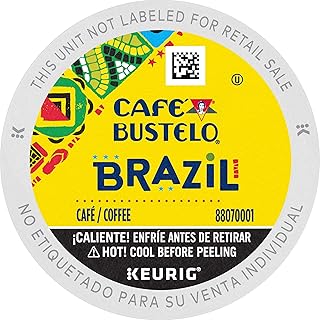 THIS UNIT NOT LABELED FOR RETAIL SALE
U
CAFÉ
BUSTELO®
BRAZIL
CAFÉ / COFFEE 88070001
¡CALIENTE! ENFRÍE ANTES DE RETIRAR
HOT! COOL BEFORE PEELING
KEURIG®
NO ETIQUETADO PARA SU VENTA INDIVIDUAL